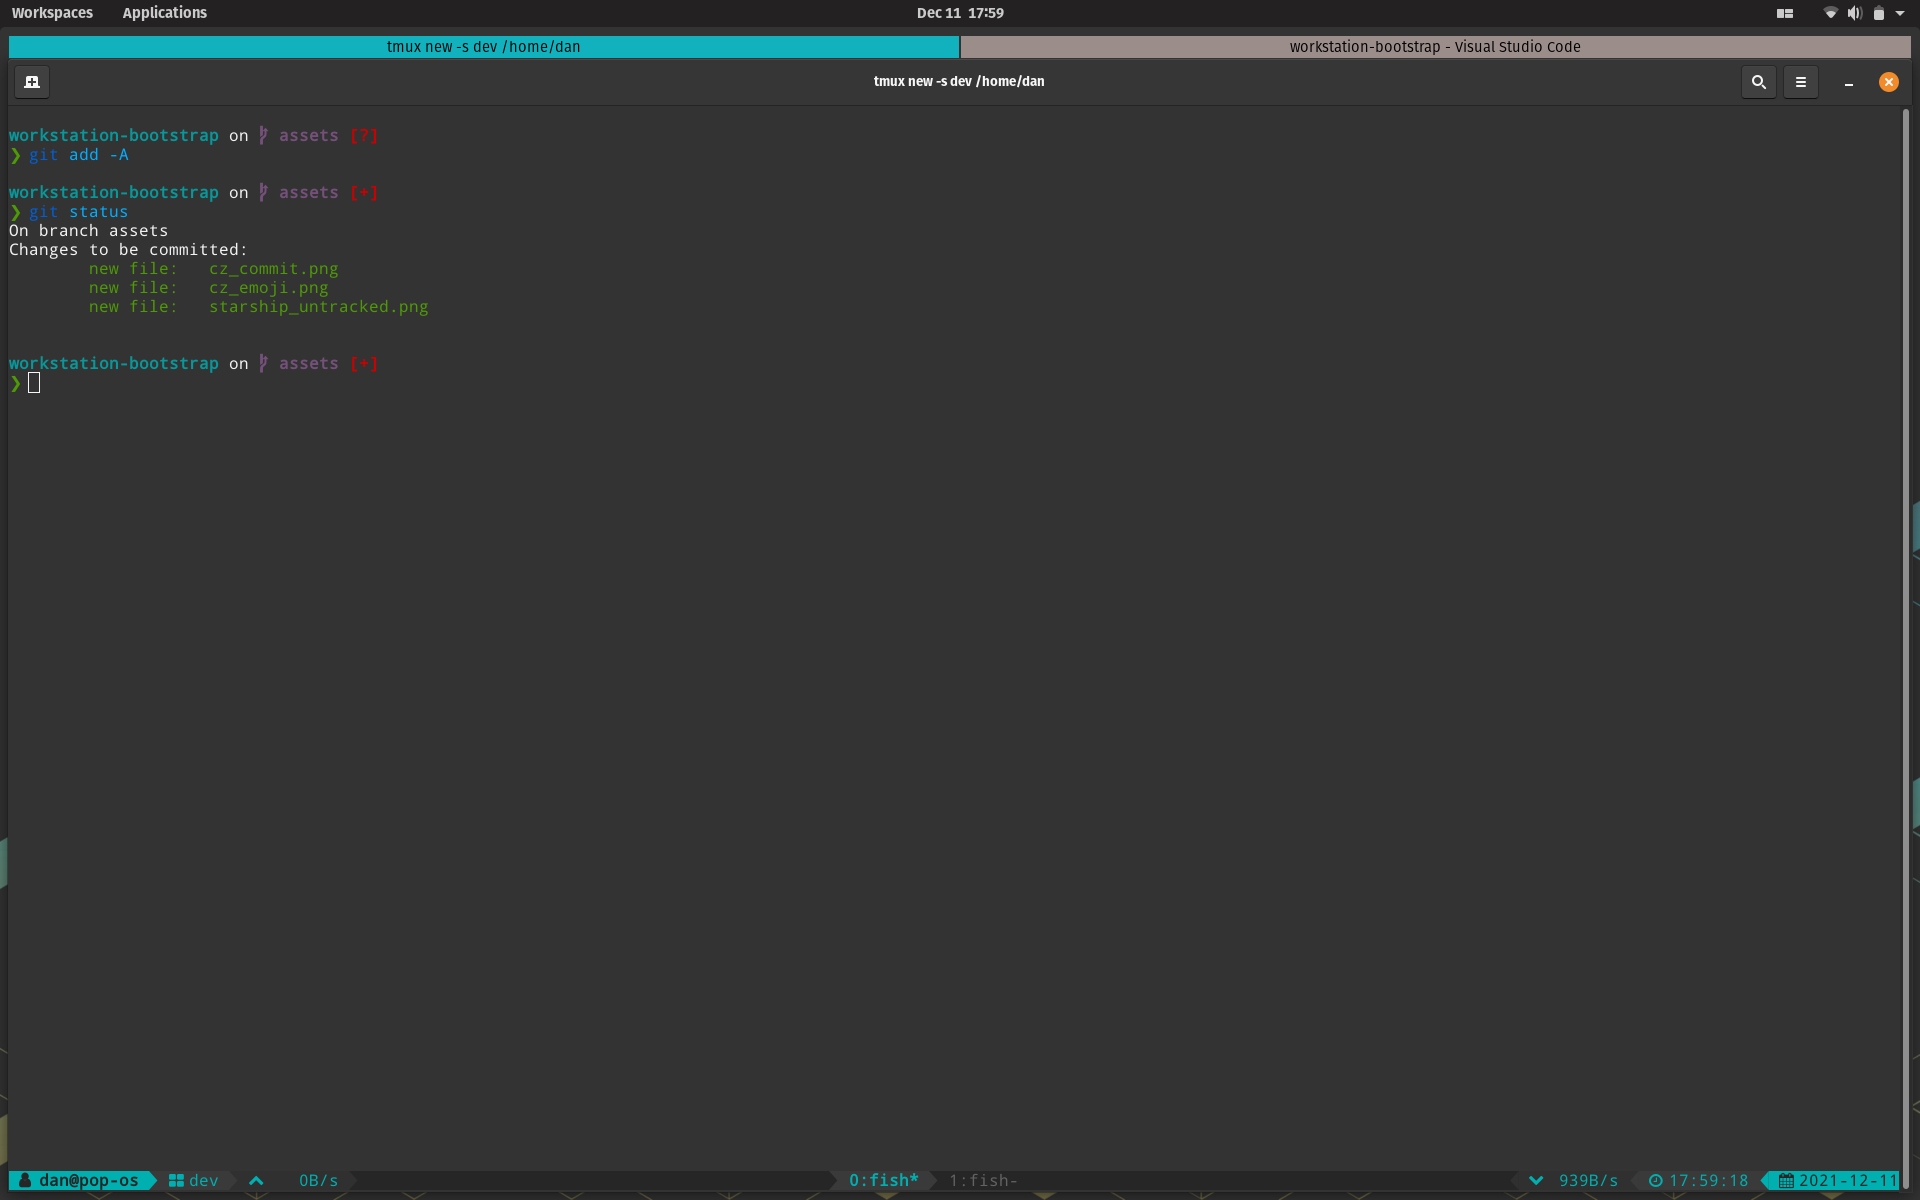 Workspaces Applications Dec 11 17:59
tmux new -s dev /home/dan workstation-bootstrap - Visual Studio Code
tmux new -s dev /home/dan
workstation-bootstrap on assets [?]
❯ git add -A
workstation-bootstrap on assets [+]
❯ git status
On branch assets
Changes to be committed:
new file: cz_commit.png
new file: cz_emoji.png
new file: starship_untracked.png
workstation-bootstrap on assets [+]
❯
dan@pop-os dev 0B/s 0:fish* 1:fish- 939B/s 17:59:18 2021-12-11